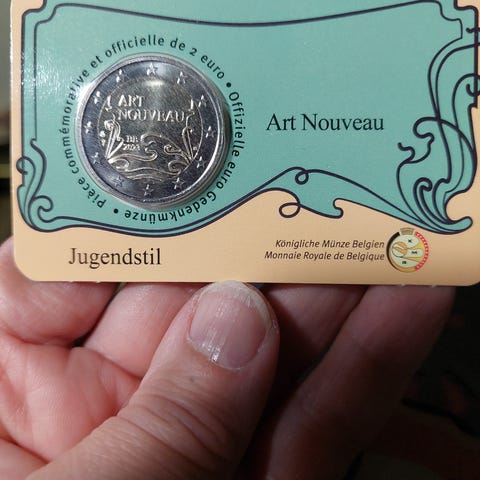 Pièce commémorative et officielle de 2 euro • Offizielle euro Gedenkmünze •
ART
NOUVEAU
BE
2023
Art Nouveau
Jugendstil
Königliche Münze Belgien
Monnaie Royale de Belgique
K
M B
R